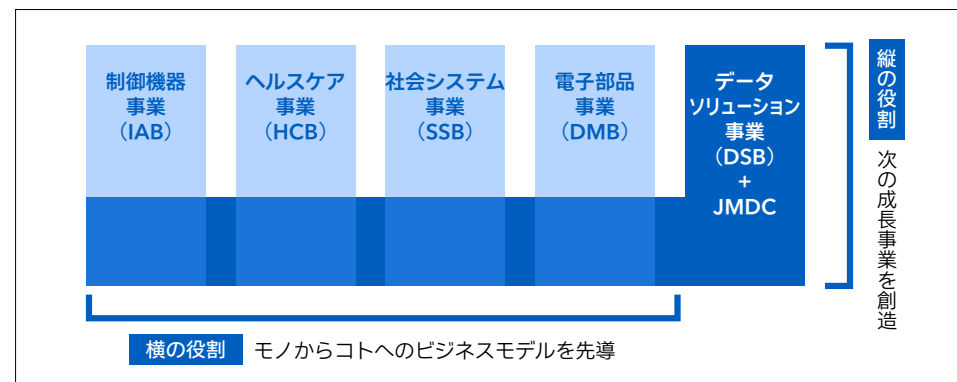 制御機器
事業
（IAB）
ヘルスケア
事業
（HCB）
社会システム
事業
（SSB）
電子部品
事業
（DMB）
データ
ソリューション
事業
（DSB）
+
JMDC
縦の役割 次の成長事業を創造
横の役割 モノからコトへのビジネスモデルを先導